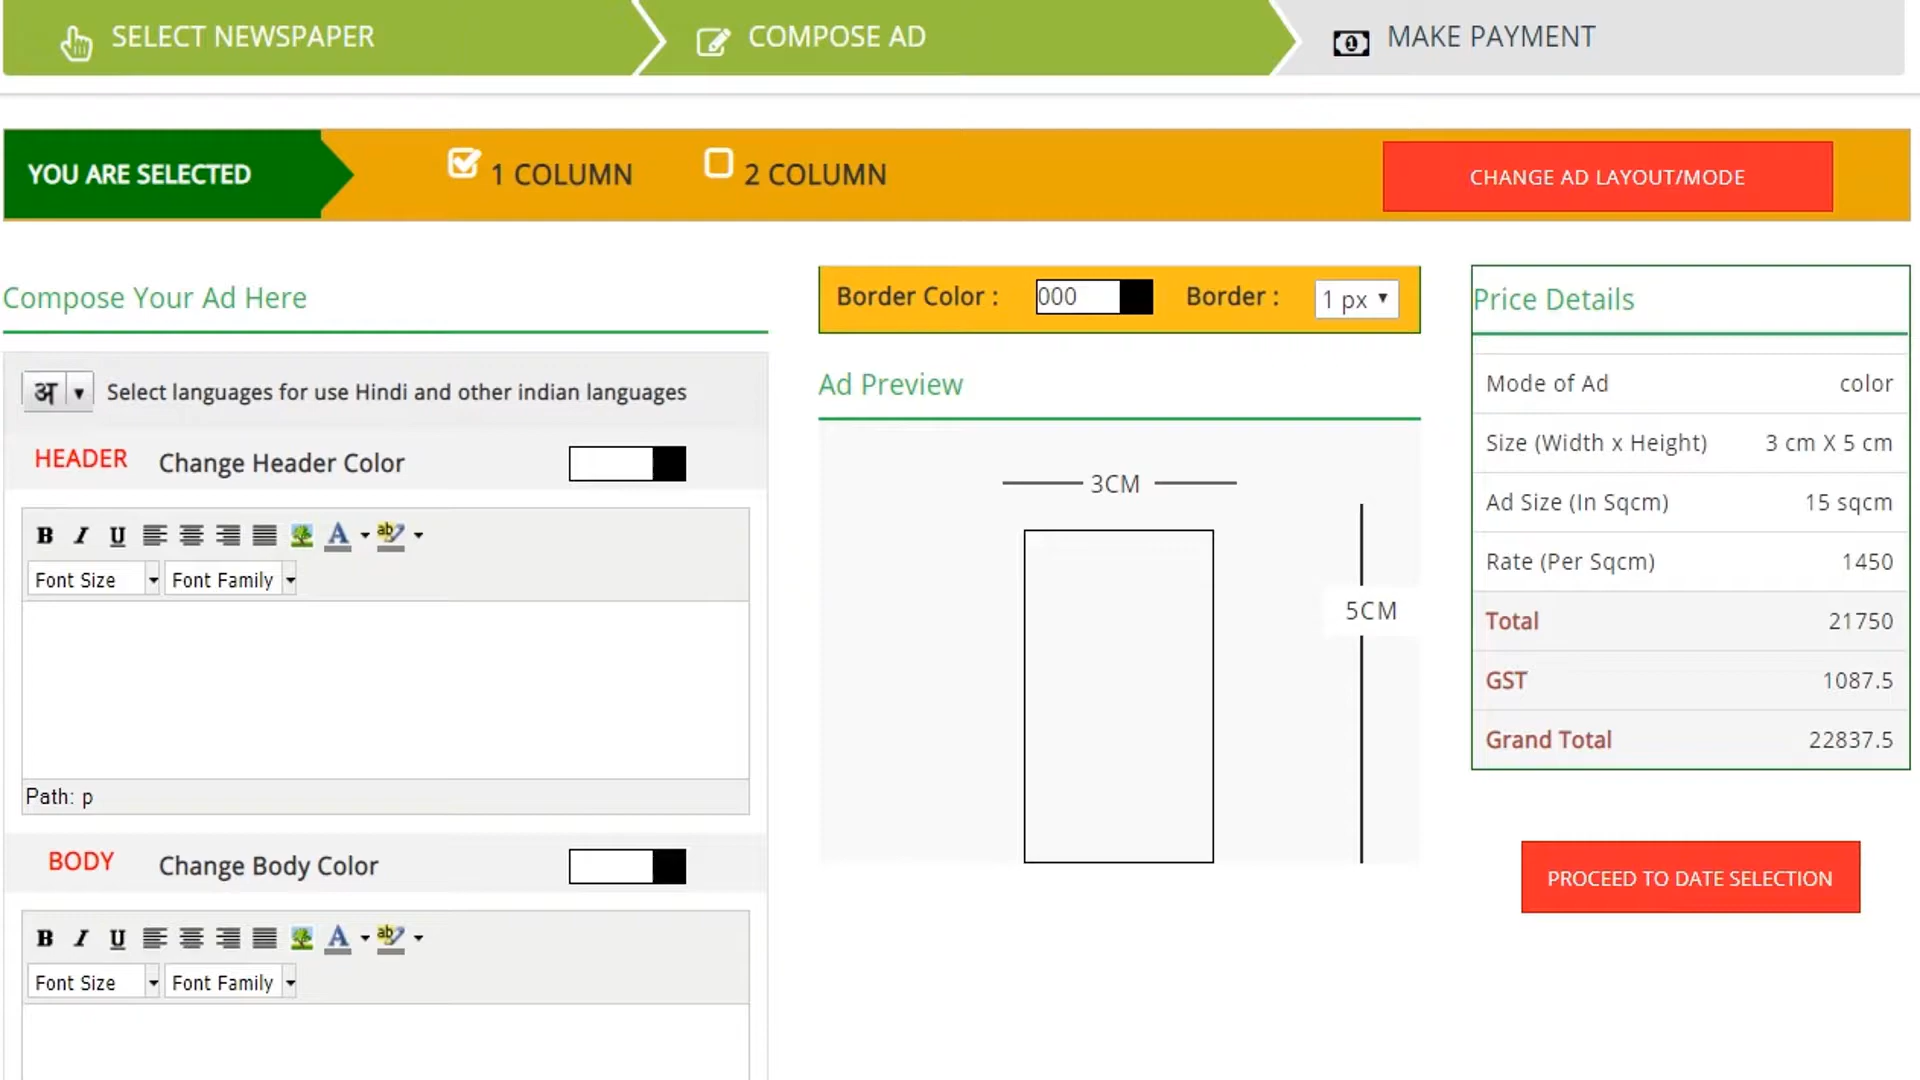 SELECT NEWSPAPER
COMPOSE AD
MAKE PAYMENT
YOU ARE SELECTED
1 COLUMN
2 COLUMN
CHANGE AD LAYOUT/MODE
Compose Your Ad Here
अ Select languages for use Hindi and other indian languages
HEADER Change Header Color
B I U A ab
Font Size Font Family
Path: p
BODY Change Body Color
B I U A ab
Font Size Font Family
Border Color : 000 Border : 1 px
Ad Preview
3CM
5CM
Price Details
Mode of Ad color
Size (Width x Height) 3 cm X 5 cm
Ad Size (In Sqcm) 15 sqcm
Rate (Per Sqcm) 1450
Total 21750
GST 1087.5
Grand Total 22837.5
PROCEED TO DATE SELECTION